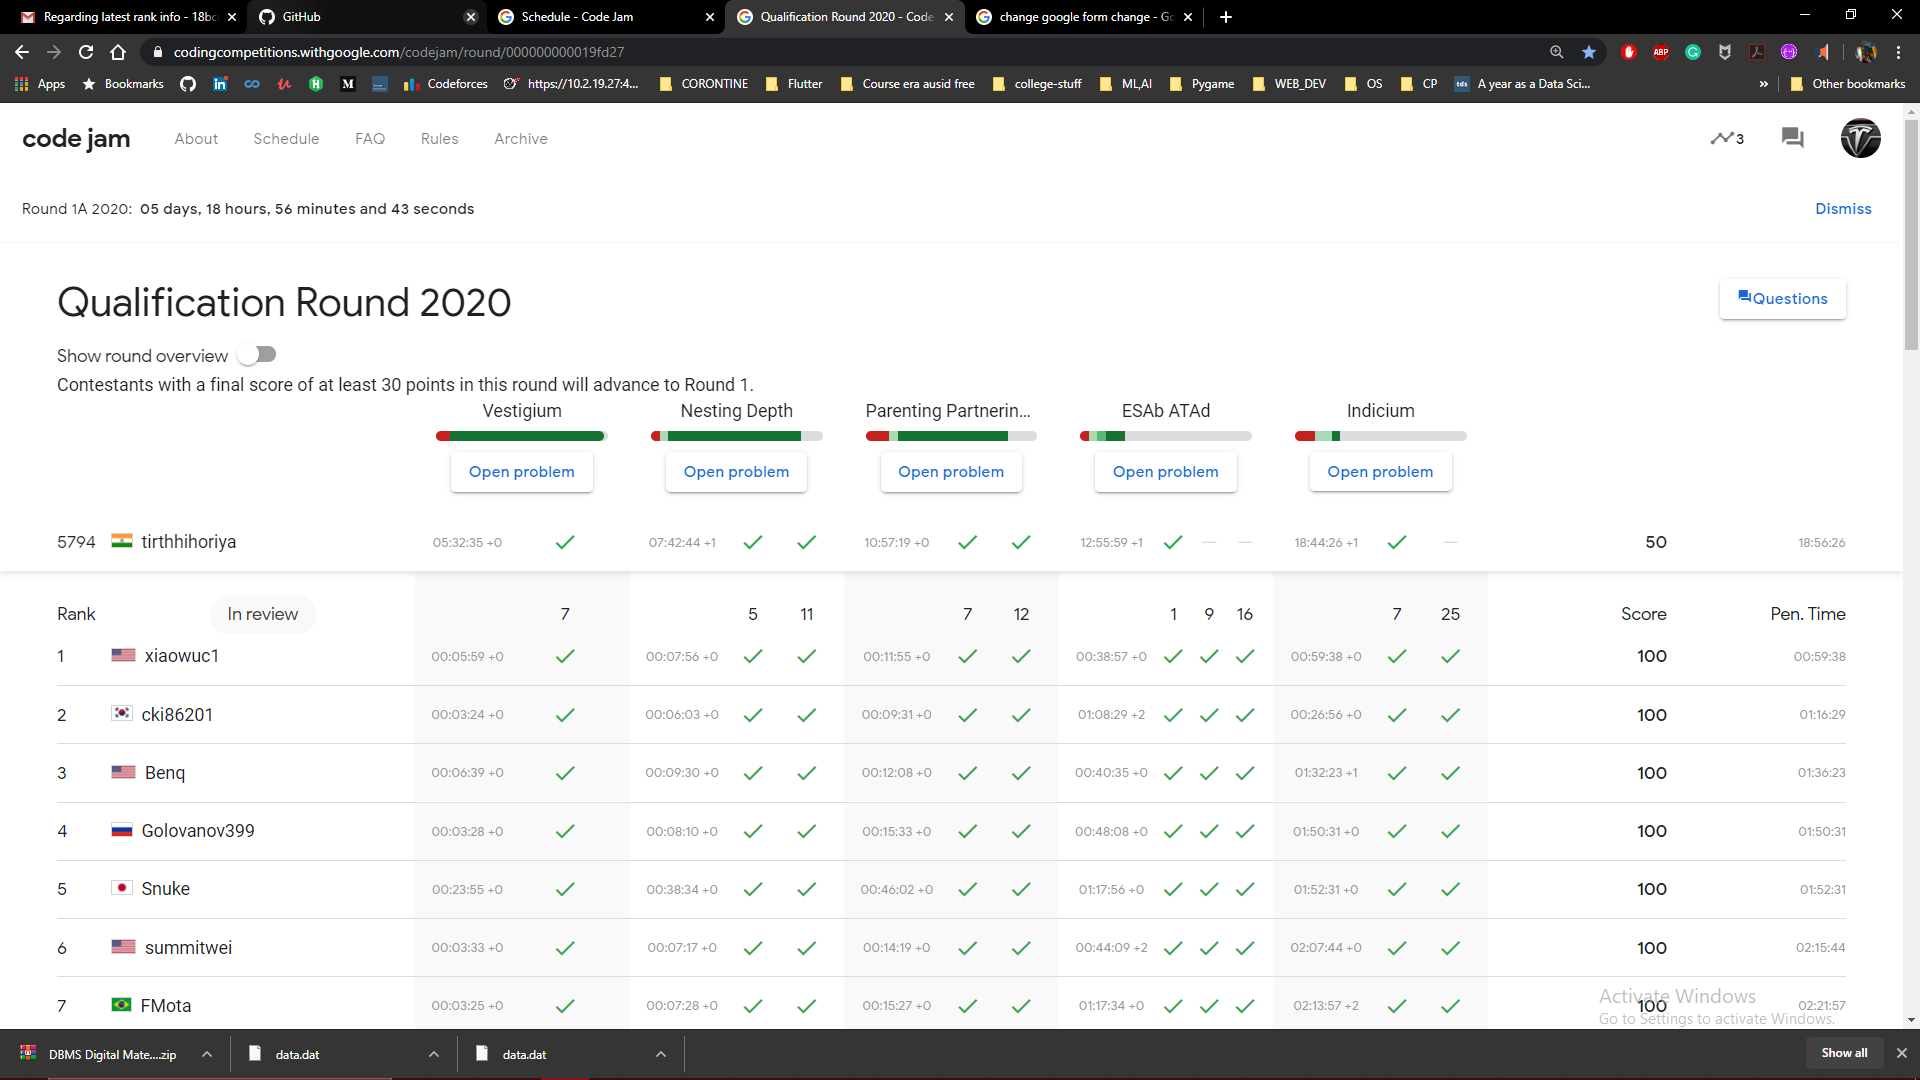 Regarding latest rank info - 18bc
GitHub
Schedule - Code Jam
Qualification Round 2020 - Code
change google form change - Go
codingcompetitions.withgoogle.com/codejam/round/000000000019fd27
Apps Bookmarks Codeforces https://10.2.19.27:4... CORONTINE Flutter Course era ausid free college-stuff ML,AI Pygame WEB_DEV OS CP A year as a Data Sci... » Other bookmarks
code jam About Schedule FAQ Rules Archive 3
Round 1A 2020: 05 days, 18 hours, 56 minutes and 43 seconds Dismiss
Qualification Round 2020 Questions
Show round overview
Contestants with a final score of at least 30 points in this round will advance to Round 1.
Vestigium Nesting Depth Parenting Partnerin... ESAb ATAd Indicium
Open problem Open problem Open problem Open problem Open problem
5794 tirthhihoriya 05:32:35 +0 07:42:44 +1 10:57:19 +0 12:55:59 +1 — — 18:44:26 +1 — 50 18:56:26
Rank In review 7 5 11 7 12 1 9 16 7 25 Score Pen. Time
1 xiaowuc1 00:05:59 +0 00:07:56 +0 00:11:55 +0 00:38:57 +0 00:59:38 +0 100 00:59:38
2 cki86201 00:03:24 +0 00:06:03 +0 00:09:31 +0 01:08:29 +2 00:26:56 +0 100 01:16:29
3 Benq 00:06:39 +0 00:09:30 +0 00:12:08 +0 00:40:35 +0 01:32:23 +1 100 01:36:23
4 Golovanov399 00:03:28 +0 00:08:10 +0 00:15:33 +0 00:48:08 +0 01:50:31 +0 100 01:50:31
5 Snuke 00:23:55 +0 00:38:34 +0 00:46:02 +0 01:17:56 +0 01:52:31 +0 100 01:52:31
6 summitwei 00:03:33 +0 00:07:17 +0 00:14:19 +0 00:44:09 +2 02:07:44 +0 100 02:15:44
7 FMota 00:03:25 +0 00:07:28 +0 00:15:27 +0 01:17:34 +0 02:13:57 +2 100 02:21:57
Activate Windows
Go to Settings to activate Windows.
DBMS Digital Mate....zip data.dat data.dat Show all